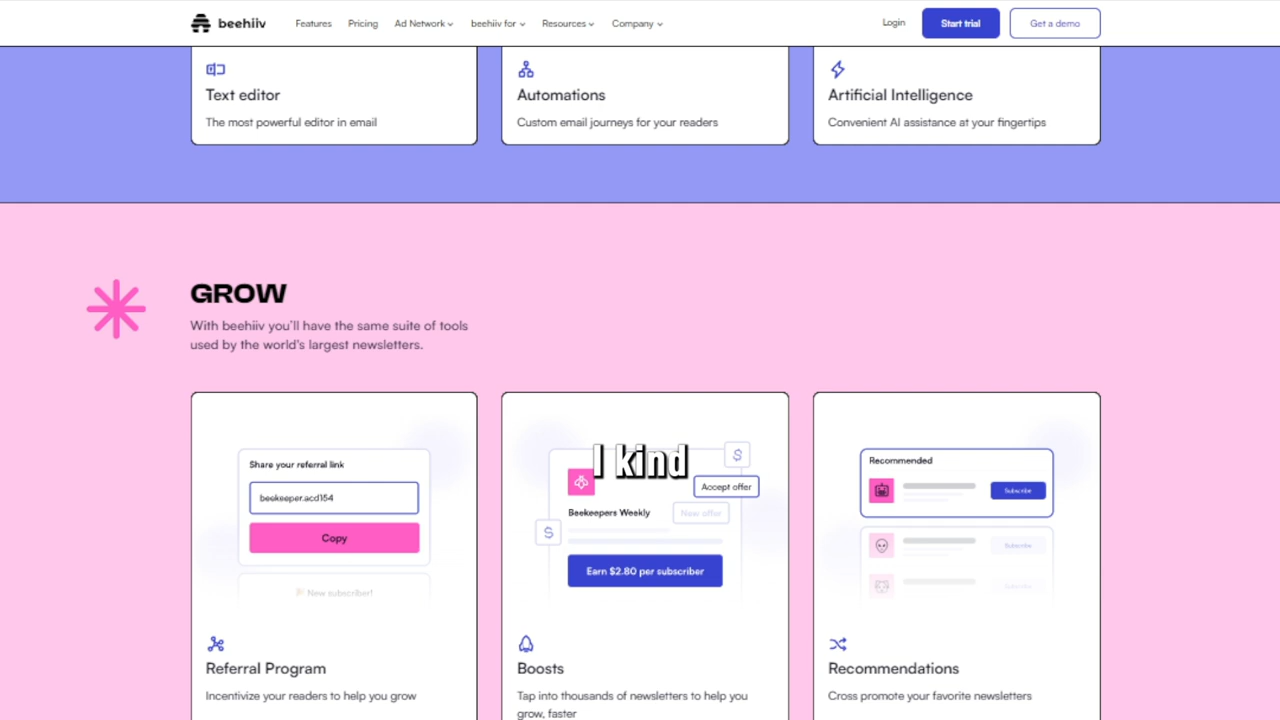 beehiiv Features Pricing Ad Network beehiiv for Resources Company Login Start trial Get a demo
Text editor
The most powerful editor in email
Automations
Custom email journeys for your readers
Artificial Intelligence
Convenient AI assistance at your fingertips
GROW
With beehiiv you'll have the same suite of tools
used by the world's largest newsletters.
Share your referral link
beekeeper.acd154
Copy
New subscriber!
Referral Program
Incentivize your readers to help you grow
I kind
$
Accept offer
Beekeepers Weekly
New offer
$
Earn $2.80 per subscriber
Boosts
Tap into thousands of newsletters to help you
grow, faster
Recommended
Subscribe
Subscribe
Subscribe
Recommendations
Cross promote your favorite newsletters